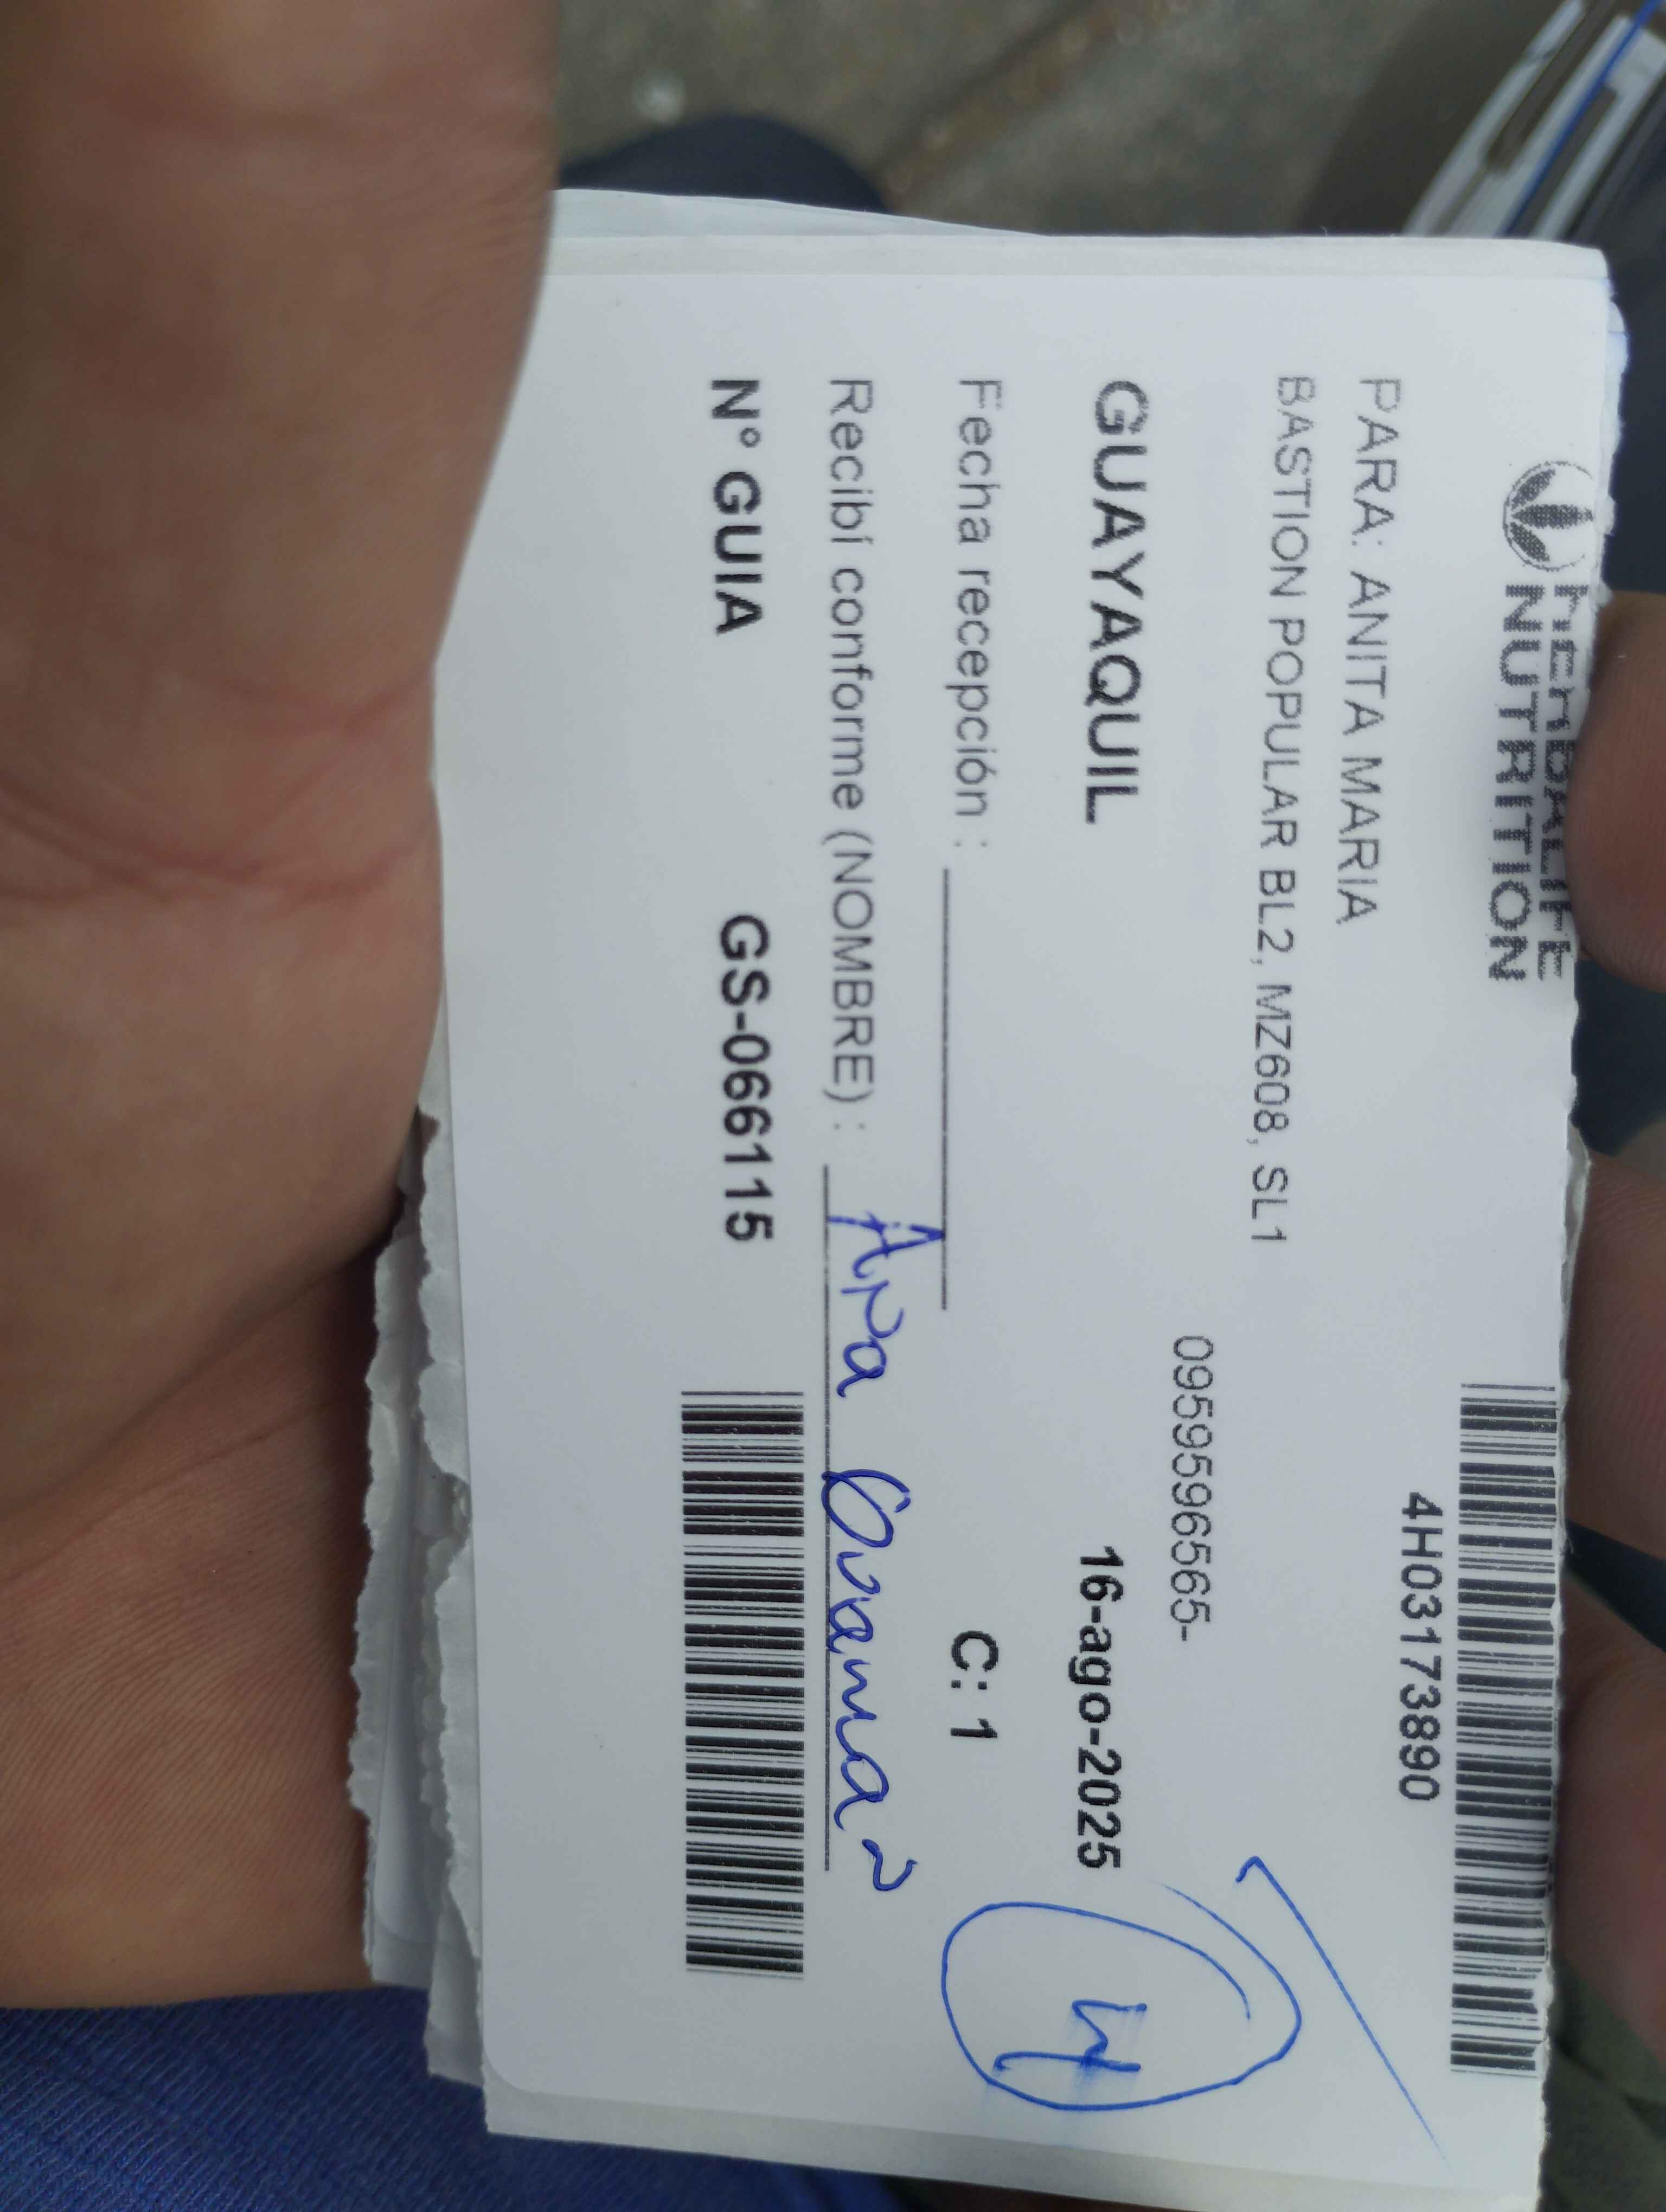 HERBALIFE
NUTRITION
4H03173890
PARA: ANITA MARIA
BASTION POPULAR BL2, MZ608, SL1
0959596565-
GUAYAQUIL 16-ago-2025
Fecha recepción : C: 1
4
Recibí conforme (NOMBRE) :
N° GUIA GS-066115